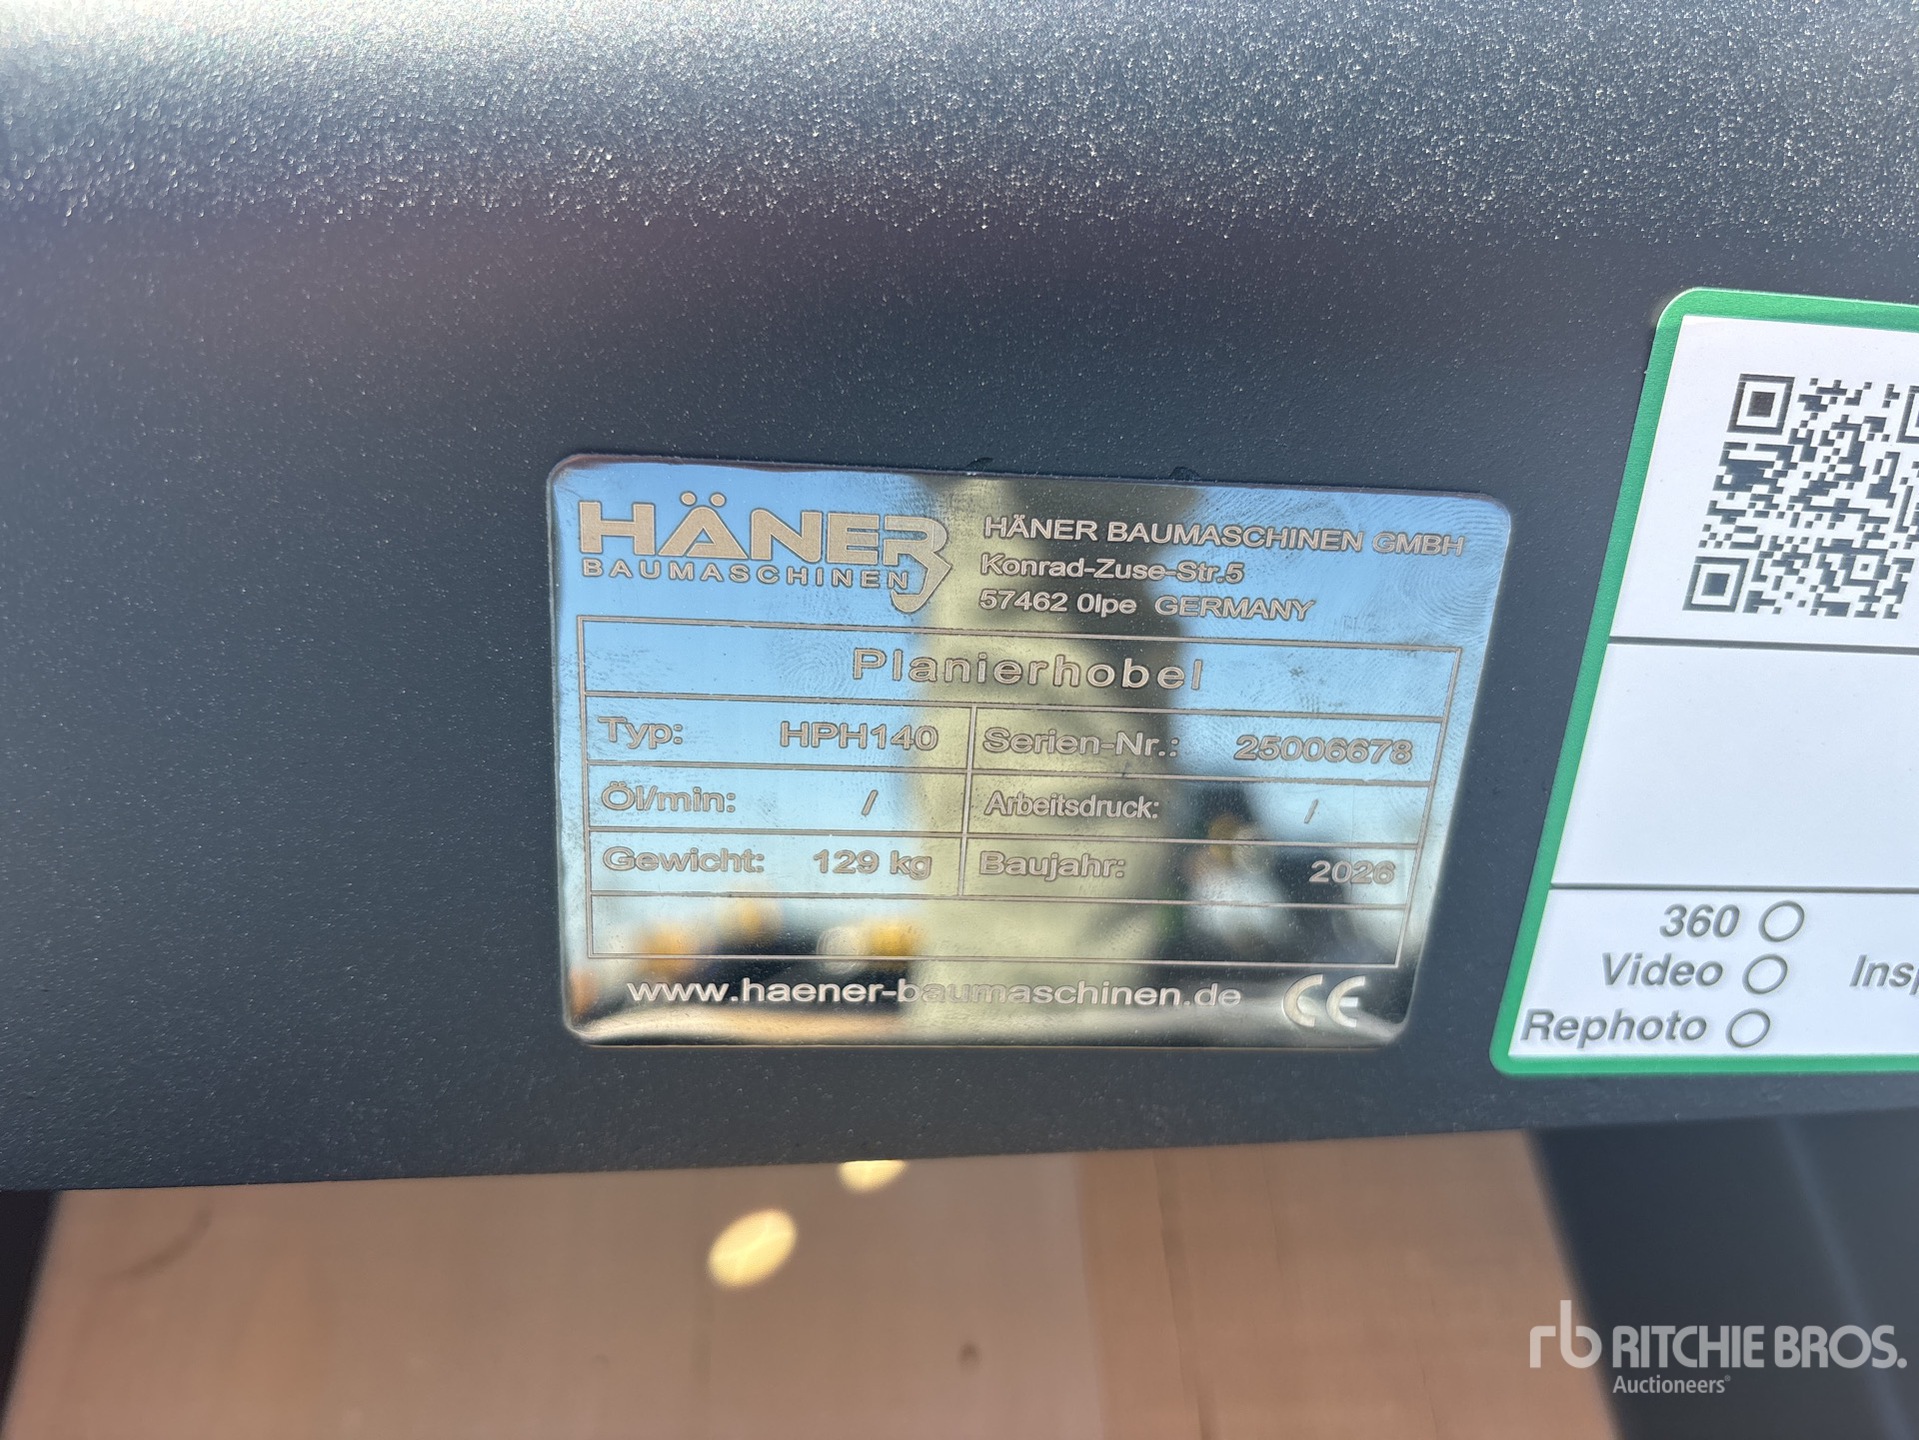 HÄNER
BAUMASCHINEN
HÄNER BAUMASCHINEN GMBH
Konrad-Zuse-Str.5
57462 Olpe GERMANY
Planierhobel
Typ: HPH140 Serien-Nr.: 25006678
Öl/min: / Arbeitsdruck: /
Gewicht: 129 kg Baujahr: 2026
www.haener-baumaschinen.de CE
360
Video
Rephoto
rb RITCHIE BROS.
Auctioneers